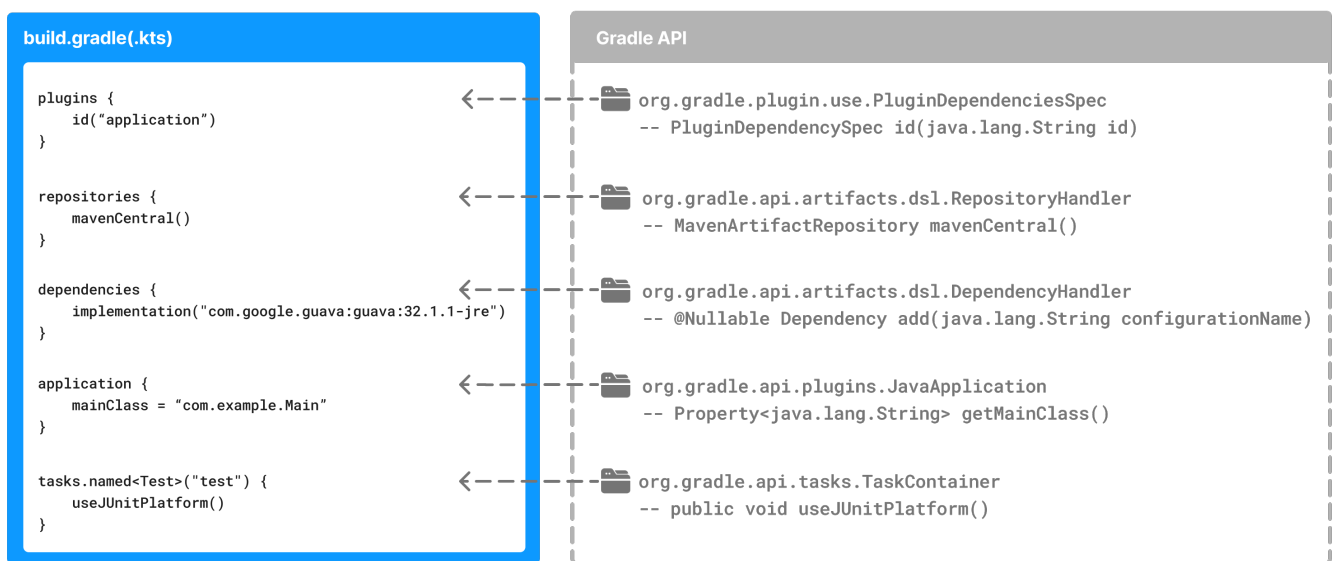 build.gradle(.kts)
plugins {
    id(“application”)
}
repositories {
    mavenCentral()
}
dependencies {
    implementation("com.google.guava:guava:32.1.1-jre")
}
application {
    mainClass = “com.example.Main”
}
tasks.named<Test>("test") {
    useJUnitPlatform()
}
Gradle API
org.gradle.plugin.use.PluginDependenciesSpec
-- PluginDependencySpec id(java.lang.String id)
org.gradle.api.artifacts.dsl.RepositoryHandler
-- MavenArtifactRepository mavenCentral()
org.gradle.api.artifacts.dsl.DependencyHandler
-- @Nullable Dependency add(java.lang.String configurationName)
org.gradle.api.plugins.JavaApplication
-- Property<java.lang.String> getMainClass()
org.gradle.api.tasks.TaskContainer
-- public void useJUnitPlatform()